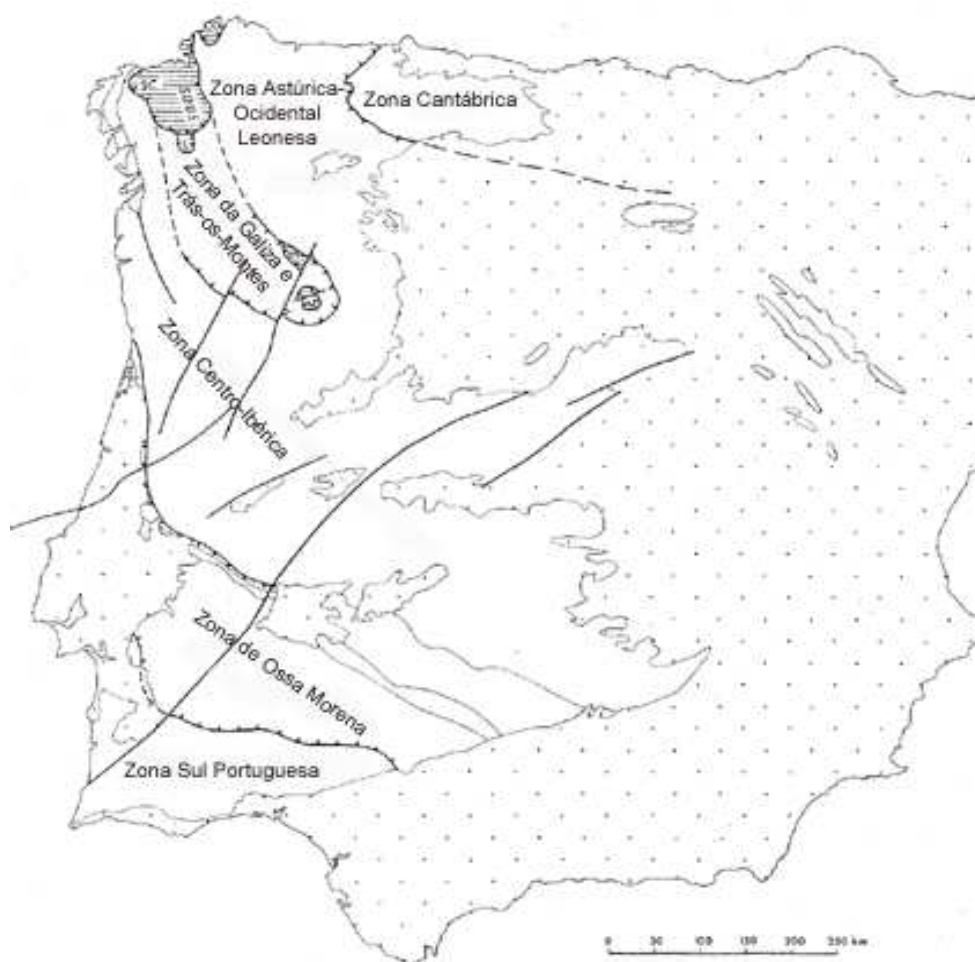 Zona Astúrica-
Ocidental
Leonesa
Zona Cantábrica
Zona da Galiza e
Trás-os-Montes
Zona Centro-Ibérica
Zona de Ossa Morena
Zona Sul Portuguesa
0 50 100 150 200 250 km